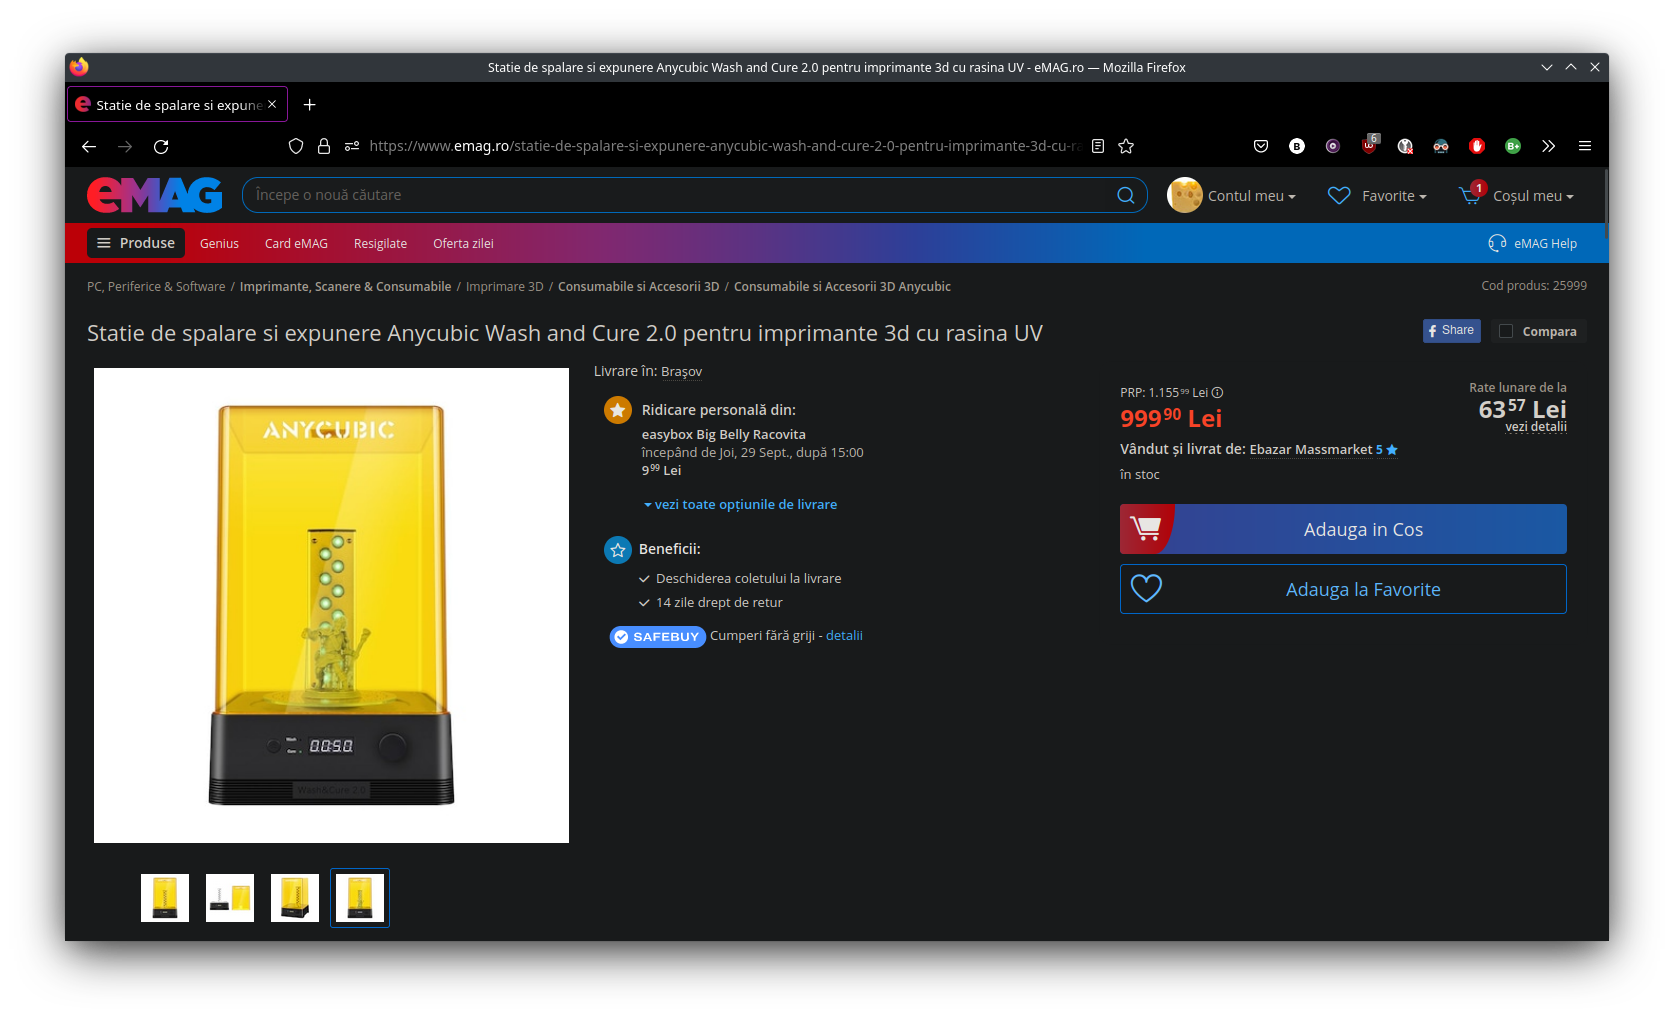 Statie de spalare si expunere Anycubic Wash and Cure 2.0 pentru imprimante 3d cu rasina UV - eMAG.ro — Mozilla Firefox
Statie de spalare si expune
https://www.emag.ro/statie-de-spalare-si-expunere-anycubic-wash-and-cure-2-0-pentru-imprimante-3d-cu-ra
6
eMAG
Începe o nouă căutare
Contul meu
Favorite
1
Coșul meu
Produse
Genius
Card eMAG
Resigilate
Oferta zilei
eMAG Help
PC, Periferice & Software / Imprimante, Scanere & Consumabile / Imprimare 3D / Consumabile si Accesorii 3D / Consumabile si Accesorii 3D Anycubic
Cod produs: 25999
Statie de spalare si expunere Anycubic Wash and Cure 2.0 pentru imprimante 3d cu rasina UV
Share
Compara
ANYCUBIC
00:50
Wash&Cure 2.0
Livrare în: Brașov
Ridicare personală din:
easybox Big Belly Racovita
începând de Joi, 29 Sept., după 15:00
9⁹⁹ Lei
vezi toate opțiunile de livrare
Beneficii:
Deschiderea coletului la livrare
14 zile drept de retur
SAFEBUY Cumperi fără griji - detalii
PRP: 1.155⁹⁹ Lei
999⁹⁰ Lei
Rate lunare de la
63⁵⁷ Lei
vezi detalii
Vândut și livrat de: Ebazar Massmarket 5
în stoc
Adauga in Cos
Adauga la Favorite